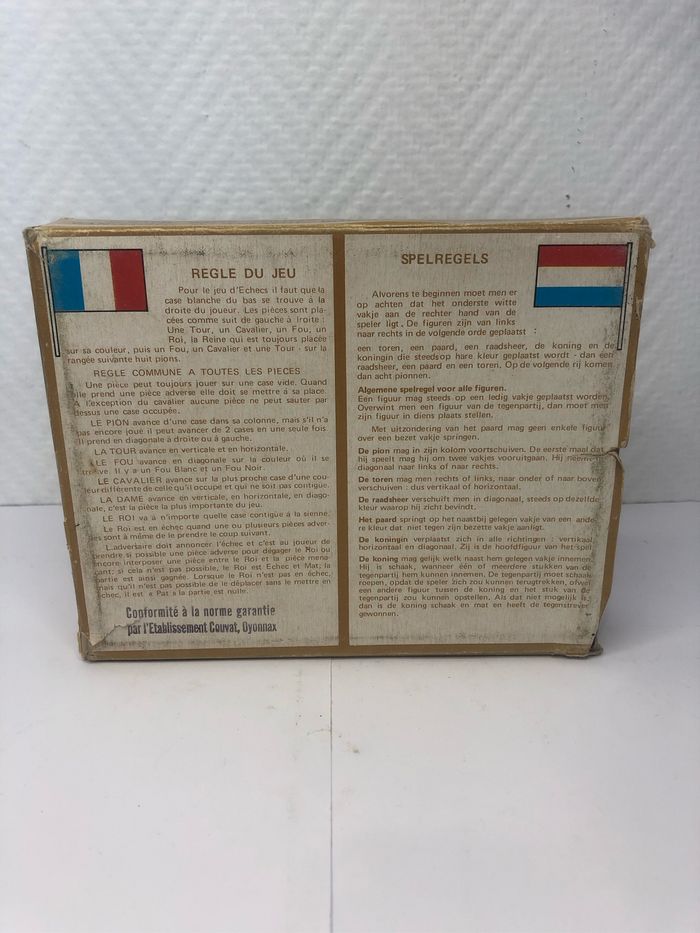 REGLE DU JEU
Pour le jeu d'Echecs il faut que la
case blanche du bas se trouve à la
droite du joueur. Les pièces sont pla-
cées comme suit de gauche à droite :
Une Tour, un Cavalier, un Fou, un
Roi, la Reine qui est toujours placée
sur sa couleur, puis un Fou, un Cavalier et une Tour - sur la
rangée suivante huit pions.
REGLE COMMUNE A TOUTES LES PIECES
Une pièce peut toujours jouer sur une case vide. Quand
elle prend une pièce adverse elle doit se mettre à sa place.
A l'exception du cavalier aucune pièce ne peut sauter par
dessus une case occupée.
LE PION avance d'une case dans sa colonne, mais s'il n'a
pas encore joué il peut avancer de 2 cases en une seule fois.
Il prend en diagonale à droite ou à gauche.
LA TOUR avance en verticale et en horizontale.
LE FOU avance en diagonale sur la couleur où il se
trouve. Il y a un Fou Blanc et un Fou Noir.
LE CAVALIER avance sur la plus proche case d'une cou-
leur différente de celle qu'il occupe et qui ne soit pas contigue.
LA DAME avance en verticale, en horizontale, en diago-
nale, c'est la pièce la plus importante du jeu.
LE ROI va à n'importe quelle case contigue à la sienne.
Le Roi est en échec quand une ou plusieurs pièces adver-
ses sont à même de le prendre le coup suivant.
L'adversaire doit annoncer l'échec et c'est au joueur de
prendre si possible une pièce adverse pour dégager le Roi ou
encore interposer une pièce entre le Roi et la pièce mena-
çant; si cela n'est pas possible, le Roi est Echec et Mat, la
partie est ainsi gagnée. Lorsque le Roi n'est pas en échec,
mais qu'il n'est pas possible de le déplacer sans le mettre en
échec, il est Pat la partie est nulle.
Conformité à la norme garantie
par l'Etablissement Couvat, Oyonnax
SPELREGELS
Alvorens te beginnen moet men er
op achten dat het onderste witte
vakje aan de rechter hand van de
speler ligt. De figuren zijn van links
naar rechts in de volgende orde geplaatst :
een toren, een paard, een raadsheer, de koning en de
koningin die steeds op hare kleur geplaatst wordt - dan een
raadsheer, een paard en een toren. Op de volgende rij komen
dan acht pionnen.
Algemene spelregel voor alle figuren.
Een figuur mag steeds op een ledig vakje geplaatst worden.
Overwint men een figuur van de tegenpartij, dan moet men
zijn figuur in diens plaats stellen.
Met uitzondering van het paard mag geen enkele figuur
over een bezet vakje springen.
De pion mag in zijn kolom voortschuiven. De eerste maal dat
hij speelt mag hij om twee vakjes vooruitgaan. Hij neemt
diagonaal naar links of naar rechts.
De toren mag men rechts of links, naar onder of naar boven
verschuiven : dus vertikaal of horizontaal.
De raadsheer verschuift men in diagonaal, steeds op dezelfde
kleur waarop hij zicht bevindt.
Het paard springt op het naastbij gelegen vakje van een ande-
re kleur dat niet tegen zijn bezette vakje aligt.
De koningin verplaatst zich in alle richtingen : vertikaal
horizontaal en diagonaal. Zij is de hoofdfiguur van het spel
De koning mag gelijk welk naast hem gelegen vakje innemen.
Hij is schaak, wanneer één of meerdere stukken van de
tegenpartij hem kunnen innemen. De tegenpartij moet schaak
roepen, opdat de speler zich zou kunnen terugtrekken, ofwel
een andere figuur tussen de koning en het stuk van de
tegenpartij zou kunnen opstellen. Als dat niet mogelijk is,
dan is de koning schaak en mat en heeft de tegenstrever
gewonnen.